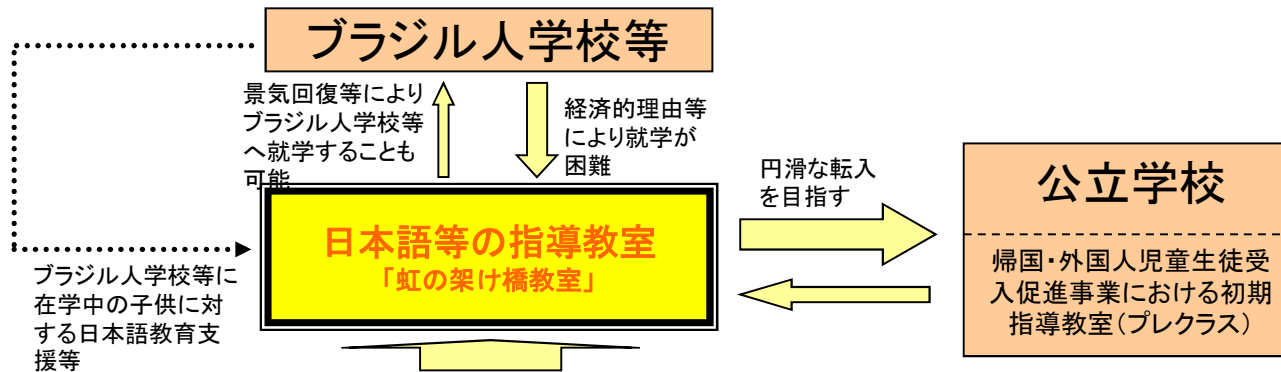 ブラジル人学校等
景気回復等により
ブラジル人学校等
へ就学することも
可能
経済的理由等
により就学が
困難
円滑な転入
を目指す
公立学校
帰国・外国人児童生徒受
入促進事業における初期
指導教室(プレクラス)
日本語等の指導教室
「虹の架け橋教室」
ブラジル人学校等に
在学中の子供に対
する日本語教育支
援等